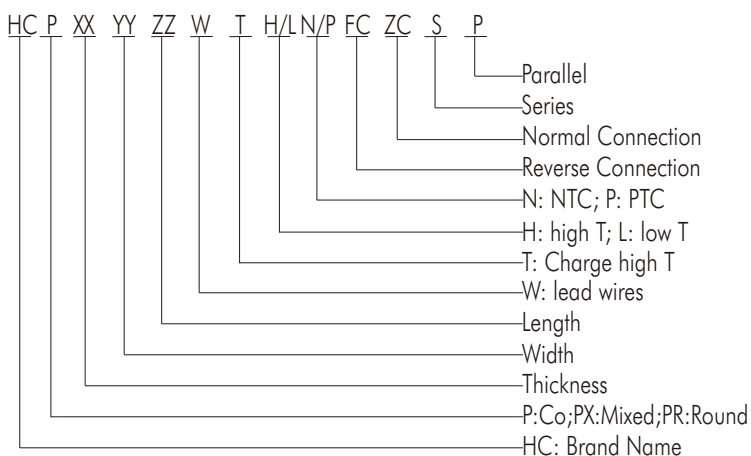 HC P XX YY ZZ W T H/L N/P FC ZC S P
Parallel
Series
Normal Connection
Reverse Connection
N: NTC; P: PTC
H: high T; L: low T
T: Charge high T
W: lead wires
Length
Width
Thickness
P:Co;PX:Mixed;PR:Round
HC: Brand Name